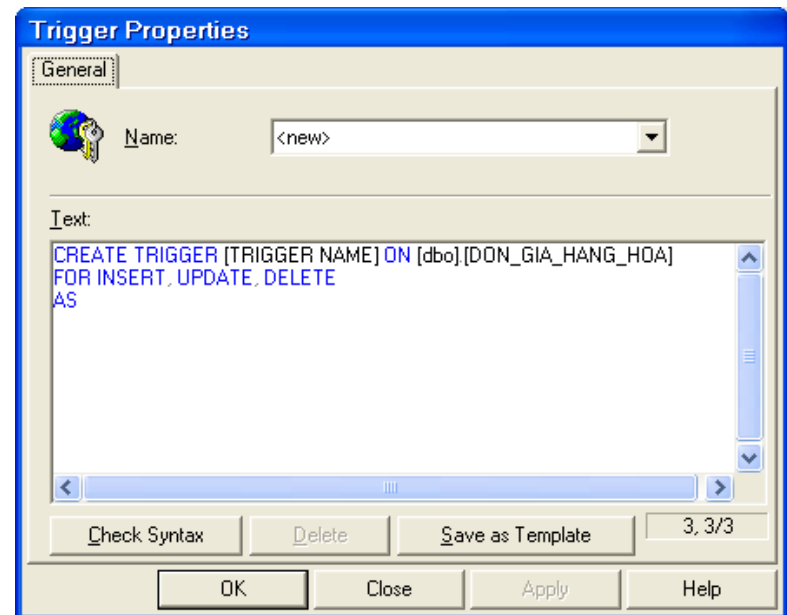 Trigger Properties
General
Name:
<new>
Text:
CREATE TRIGGER [TRIGGER NAME] ON [dbo].[DON_GIA_HANG_HOA]
FOR INSERT, UPDATE, DELETE
AS
Check Syntax
Delete
Save as Template
3, 3/3
OK
Close
Apply
Help